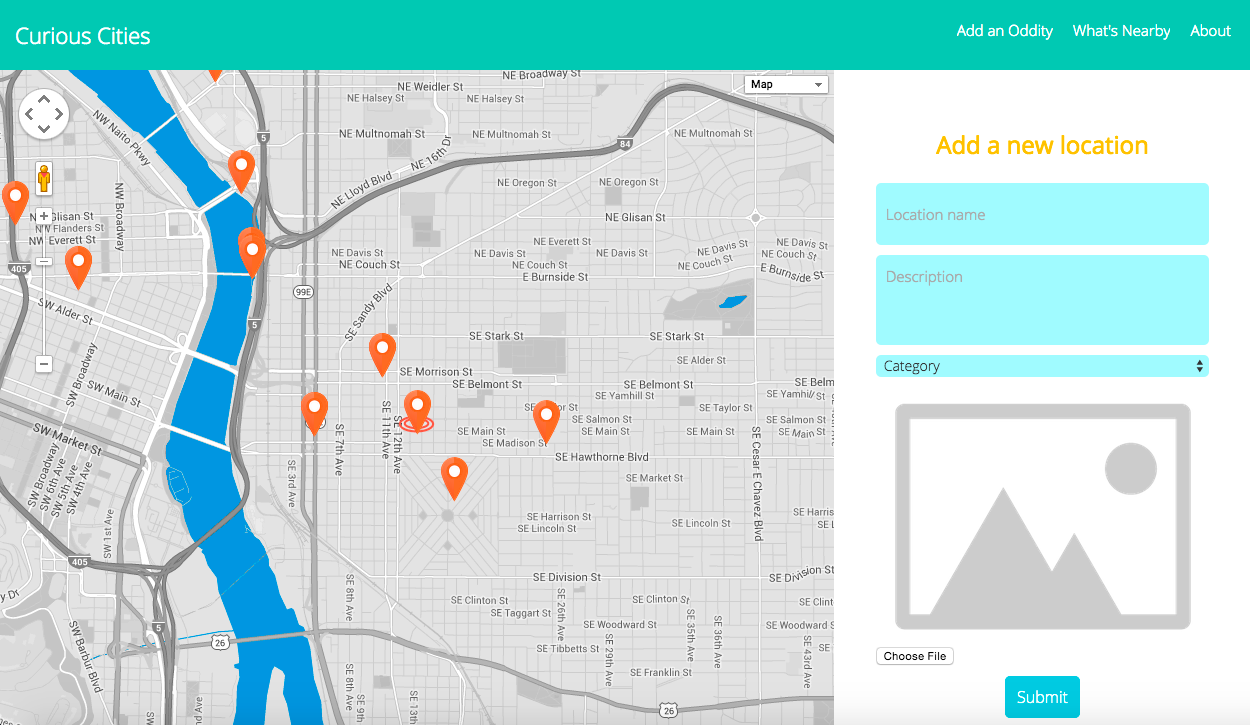 Curious Cities
Add an Oddity
What's Nearby
About
Map
NE Broadway St
NE Weidler St
NE Halsey St
NE Halsey St
NW Naito Pkwy
5
NE Multnomah St
NE Multnomah St
NE Multnomah St
84
NE 16th Dr
NE Lloyd Blvd
NE Oregon St
NE Oregon St
NW Broadway
NW Glisan St
NE Glisan St
NW Flanders St
NW Everett St
NE Everett St
NE Davis St
NE Davis St
NE Davis St
NE Davis St
NE Couch St
NE Couch St
NE Couch St
NE Couch St
405
E Burnside St
E Burnside St
99E
SE Sandy Blvd
SW Alder St
5
SE Stark St
SE Stark St
SE Alder St
SW Broadway
SE Morrison St
SW Main St
SE Belmont St
SE Belmont St
SE Belm
SE Yamhill St
SE Yamhill St
SE Taylor St
SE Salmon St
SE Salmon St
SE 11th Ave
SE 12th Ave
SE 7th Ave
SE Main St
SE Main St
SE Main St
SE Main St
SE Madison St
SW Market St
SE Hawthorne Blvd
SE Cesar E Chavez Blvd
SW Broadway
SW 6th Ave
SW 5th Ave
SW 4th Ave
SE 3rd Ave
SE Market St
SW 1st Ave
SE Harrison St
SE Harris
SE Lincoln St
SE Lincoln St
SE L
405
SE Division St
SE Division St
y Dr
SE 8th Ave
SE Clinton St
SE Clinton St
SE Clint
SE Taggart St
SE 26th Ave
SE 35th Ave
SE 36th Ave
5
SE Woodward St
SE Woodward St
SW Barbur Blvd
26
SE Tibbetts St
SE 29th Ave
SE 43rd Ave
SE 9th Ave
SE Franklin St
SE 13th
26
Add a new location
Location name
Description
Category
Choose File
Submit